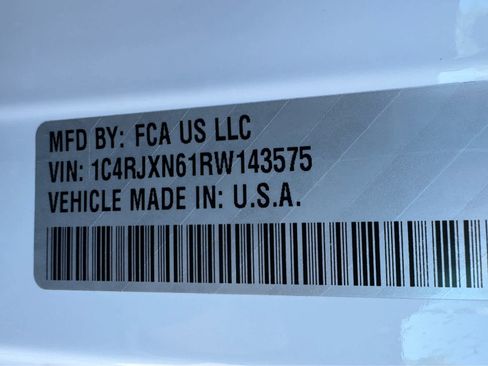 MFD BY: FCA US LLC
VIN: 1C4RJXN61RW143575
VEHICLE MADE IN: U.S.A.